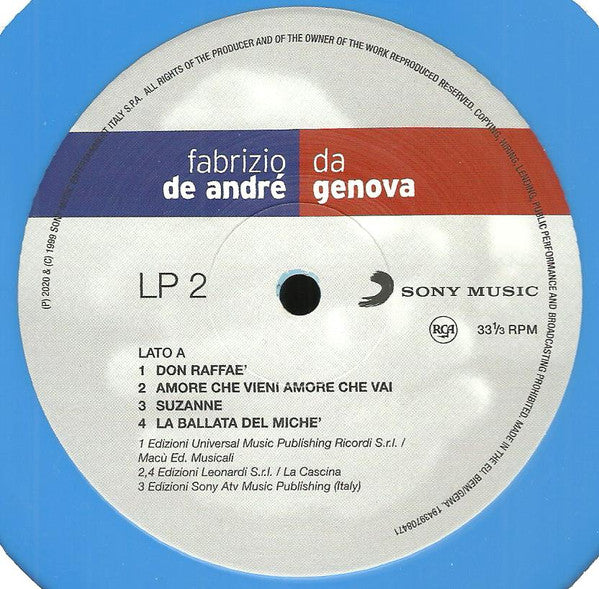 (P) 2020 & (C) 1999 SONY MUSIC ENTERTAINMENT ITALY S.P.A. ALL RIGHTS OF THE PRODUCER AND OF THE OWNER OF THE WORK REPRODUCED RESERVED. COPYING, HIRING, LENDING, PUBLIC PERFORMANCE AND BROADCASTING PROHIBITED. MADE IN THE EU. BIEM/GEMA. 19439708471
fabrizio da
de andré genova
LP 2
SONY MUSIC
RCA 33⅓ RPM
LATO A
1 DON RAFFAE'
2 AMORE CHE VIENI AMORE CHE VAI
3 SUZANNE
4 LA BALLATA DEL MICHE'
1 Edizioni Universal Music Publishing Ricordi S.r.l. /
Macù Ed. Musicali
2,4 Edizioni Leonardi S.r.l. / La Cascina
3 Edizioni Sony Atv Music Publishing (Italy)